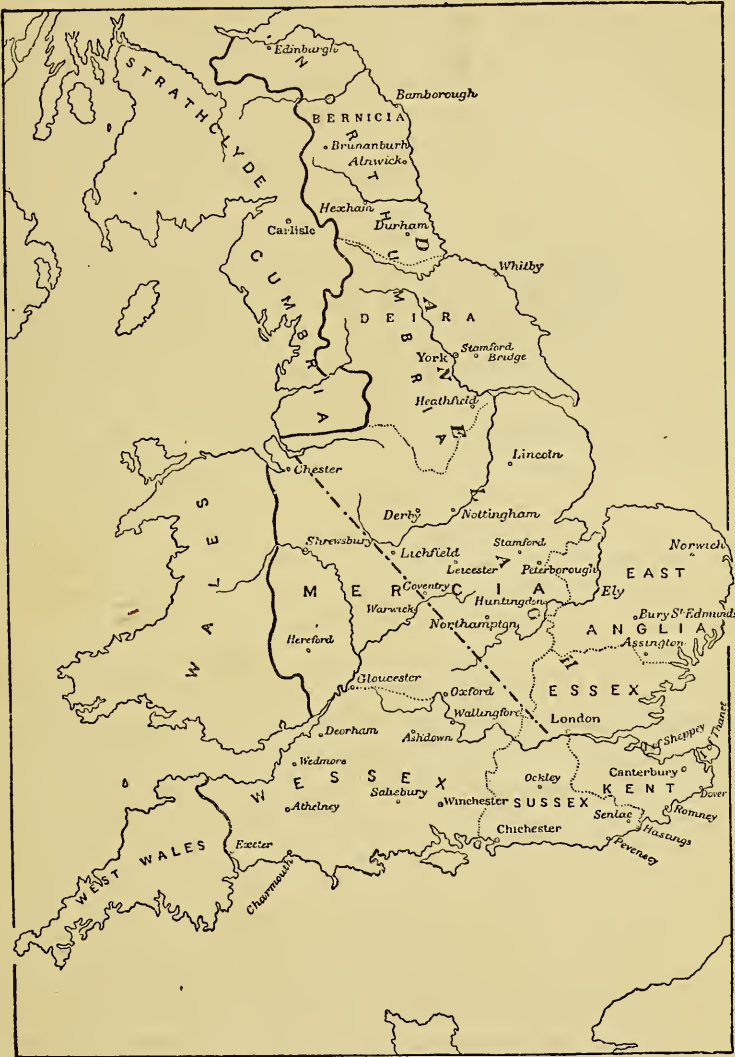 Edinburgh
STRATHCLYDE
NORTHUMBRIA
Bamborough
BERNICIA
Brunanburh
Alnwick
Hexham
Durham
Carlisle
CUMBRIA
Whitby
DEIRA
York
Stamford Bridge
Heathfield
Lincoln
Chester
Derby
Nottingham
Shrewsbury
Lichfield
Stamford
Leicester
Peterborough
Norwich
EAST ANGLIA
WALES
MERCIA
Coventry
Warwick
Huntingdon
Ely
Northampton
Bury St Edmunds
Assington
Hereford
Gloucester
Oxford
ESSEX
Wallingford
London
Deorham
Ashdown
I. of Sheppey
I. of Thanet
Wedmore
WESSEX
Ockley
Canterbury
KENT
Dover
Athelney
Salisbury
Winchester
SUSSEX
Senlac
Romney
Hastings
Chichester
Pevensey
WEST WALES
Exeter
Charmouth